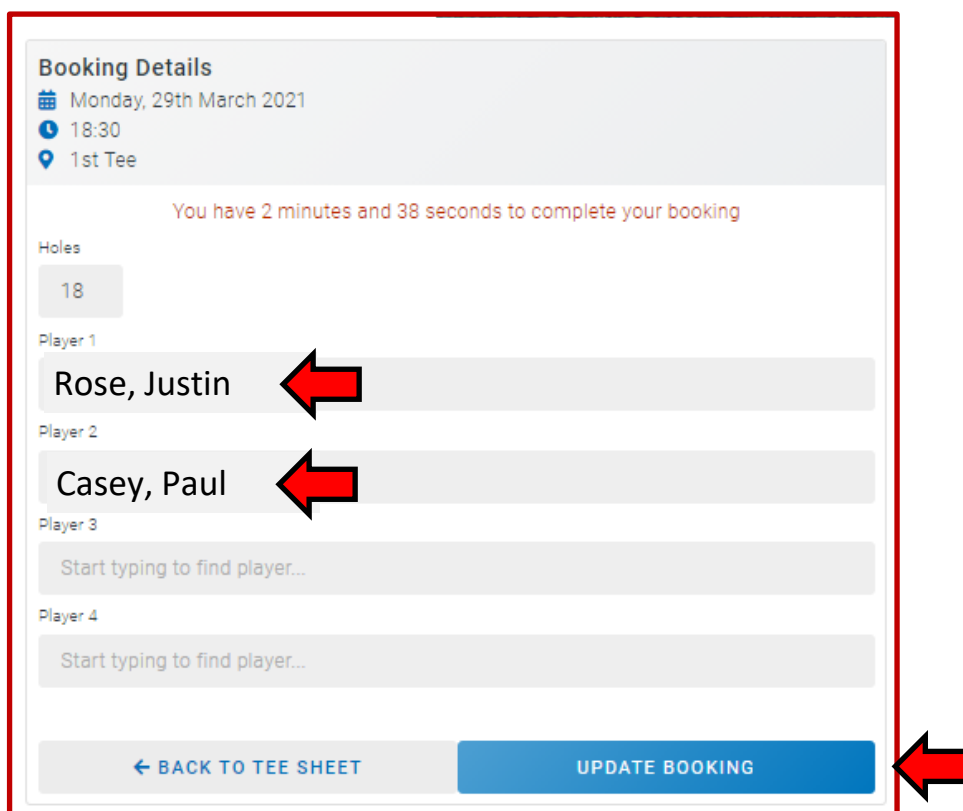 Booking Details
Monday, 29th March 2021
18:30
1st Tee
You have 2 minutes and 38 seconds to complete your booking
Holes
18
Player 1
Rose, Justin
Player 2
Casey, Paul
Player 3
Start typing to find player...
Player 4
Start typing to find player...
BACK TO TEE SHEET
UPDATE BOOKING